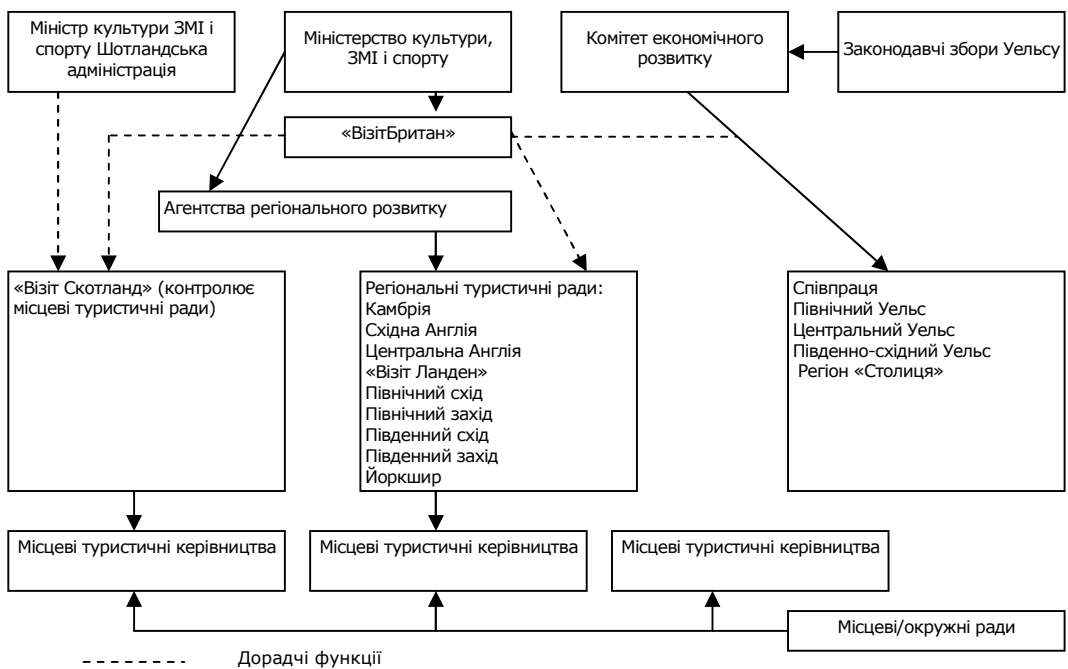 Міністр культури ЗМІ і
спорту Шотландська
адміністрація
Міністерство культури,
ЗМІ і спорту
Комітет економічного
розвитку
Законодавчі збори Уельсу
«ВізітБритан»
Агентства регіонального розвитку
«Візіт Скотланд» (контролює
місцеві туристичні ради)
Регіональні туристичні ради:
Камбрія
Східна Англія
Центральна Англія
«Візіт Ланден»
Північний схід
Північний захід
Південний схід
Південний захід
Йоркшир
Співпраця
Північний Уельс
Центральний Уельс
Південно-східний Уельс
Регіон «Столиця»
Місцеві туристичні керівництва
Місцеві туристичні керівництва
Місцеві туристичні керівництва
Місцеві/окружні ради
Дорадчі функції